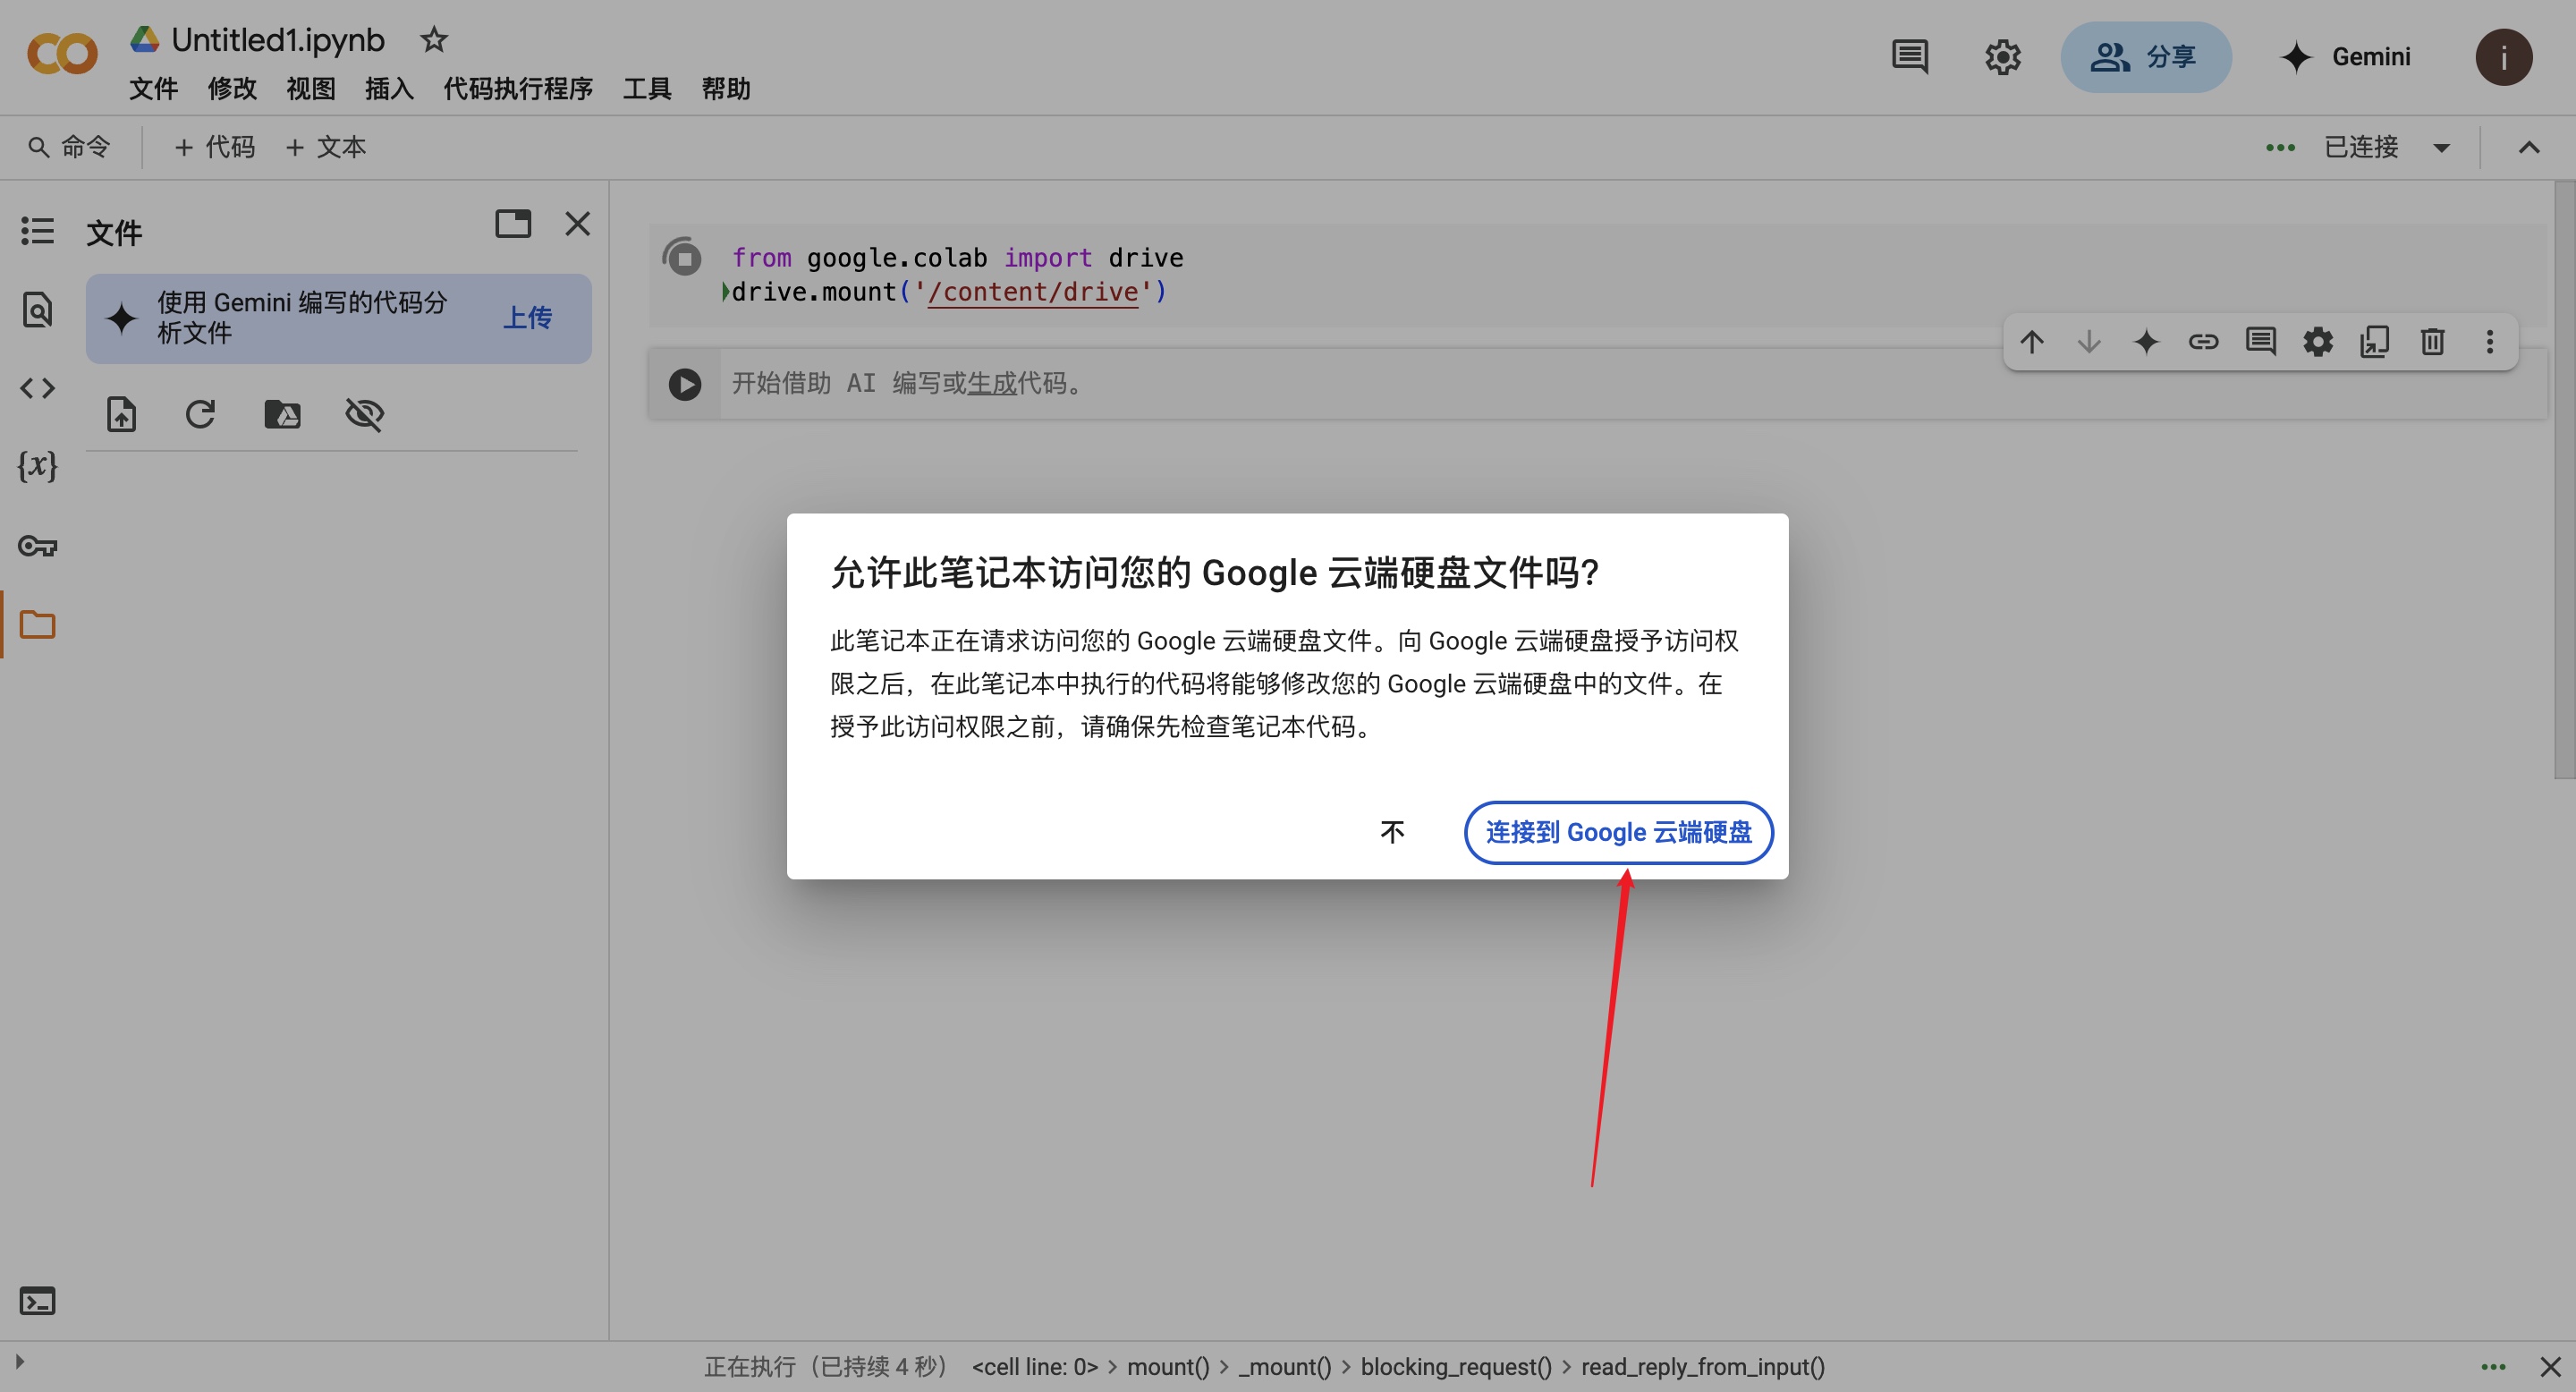 Untitled1.ipynb
文件 修改 视图 插入 代码执行程序 工具 帮助
分享
Gemini
i
命令
+ 代码 + 文本
已连接
文件
使用 Gemini 编写的代码分
析文件
上传
{x}
from google.colab import drive
drive.mount('/content/drive')
开始借助 AI 编写或生成代码。
允许此笔记本访问您的 Google 云端硬盘文件吗?
此笔记本正在请求访问您的 Google 云端硬盘文件。向 Google 云端硬盘授予访问权
限之后，在此笔记本中执行的代码将能够修改您的 Google 云端硬盘中的文件。在
授予此访问权限之前，请确保先检查笔记本代码。
不
连接到 Google 云端硬盘
正在执行（已持续 4 秒） <cell line: 0> > mount() > _mount() > blocking_request() > read_reply_from_input()